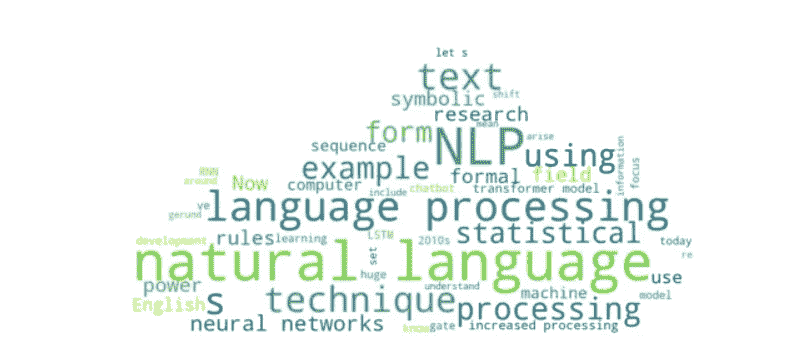 let s
text
symbolic shift
research
mean
form NLP arise
sequence using
example formal field
information
focus
RNN
around
Now computer include chatbot transformer model
ve language processing
gerund
development rules learning LSTM 2010s statistical today
set
natural language re
huge understand use
power machine model
English s technique processing
neural networks know gate increased processing